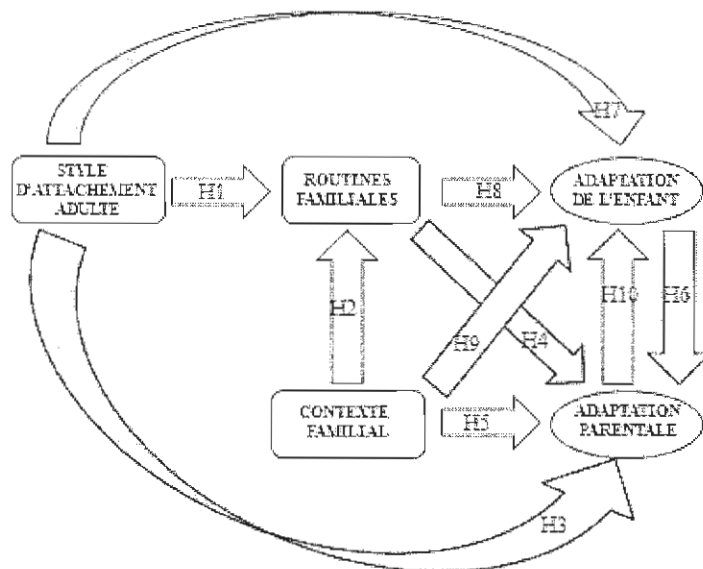 H7
STYLE
D'ATTACHEMENT
ADULTE
H1
ROUTINES
FAMILIALES
H8
ADAPTATION
DE L'ENFANT
H2
H9
H4
H10
H6
CONTEXTE
FAMILIAL
H5
ADAPTATION
PARENTALE
H3